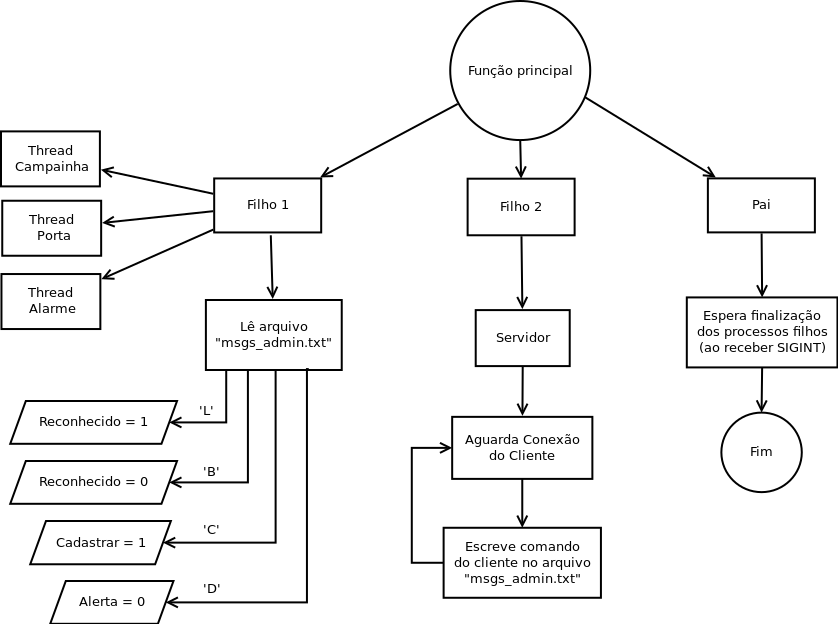 Função principal
Thread
Campainha
Thread
Porta
Thread
Alarme
Filho 1
Lê arquivo
"msgs_admin.txt"
'L'
Reconhecido = 1
'B'
Reconhecido = 0
'C'
Cadastrar = 1
'D'
Alerta = 0
Filho 2
Servidor
Aguarda Conexão
do Cliente
Escreve comando
do cliente no arquivo
"msgs_admin.txt"
Pai
Espera finalização
dos processos filhos
(ao receber SIGINT)
Fim